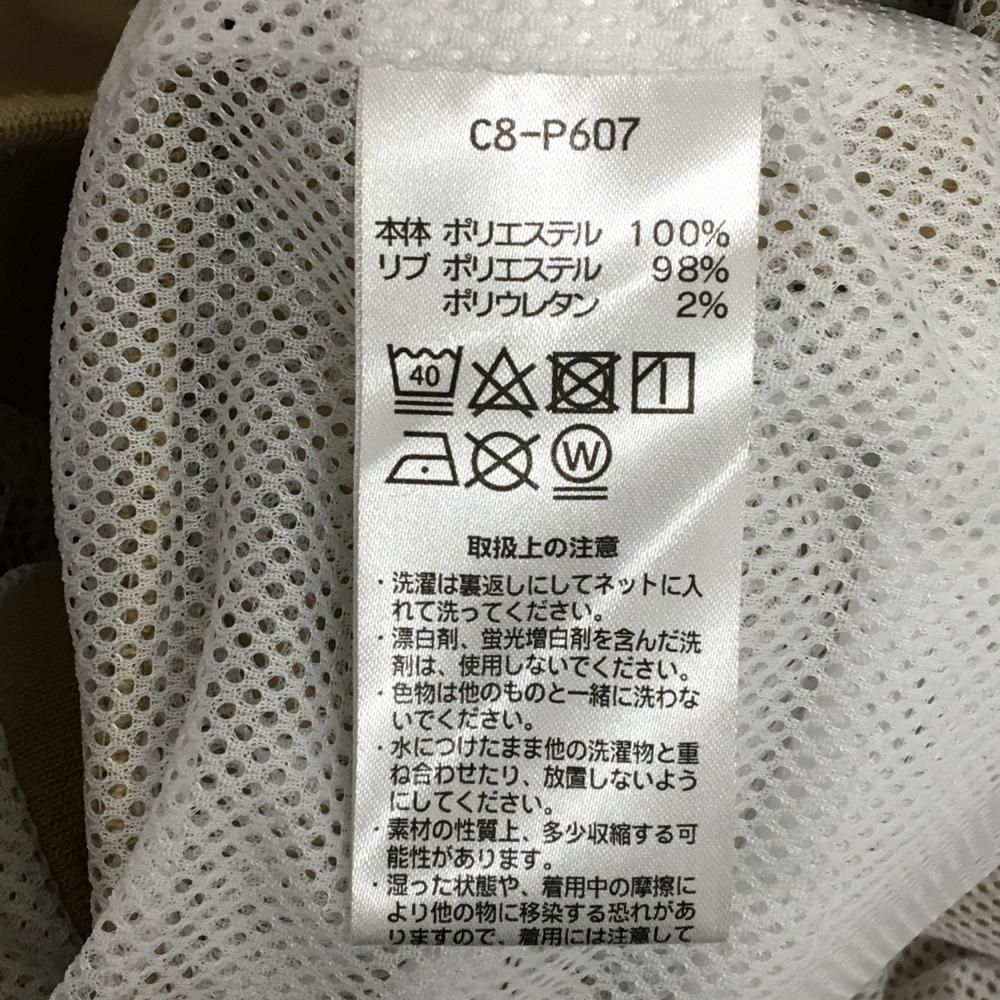 C8-P607
本体 ポリエステル 100%
リブ ポリエステル 98%
ポリウレタン 2%
40
W
取扱上の注意
・洗濯は裏返しにしてネットに入
れて洗ってください。
・漂白剤、蛍光増白剤を含んだ洗
剤は、使用しないでください。
・色物は他のものと一緒に洗わな
いでください。
・水につけたまま他の洗濯物と重
ね合わせたり、放置しないよう
にしてください。
・素材の性質上、多少収縮する可
能性があります。
・湿った状態や、着用中の摩擦に
より他の物に移染する恐れがあ
りますので、着用には注意して